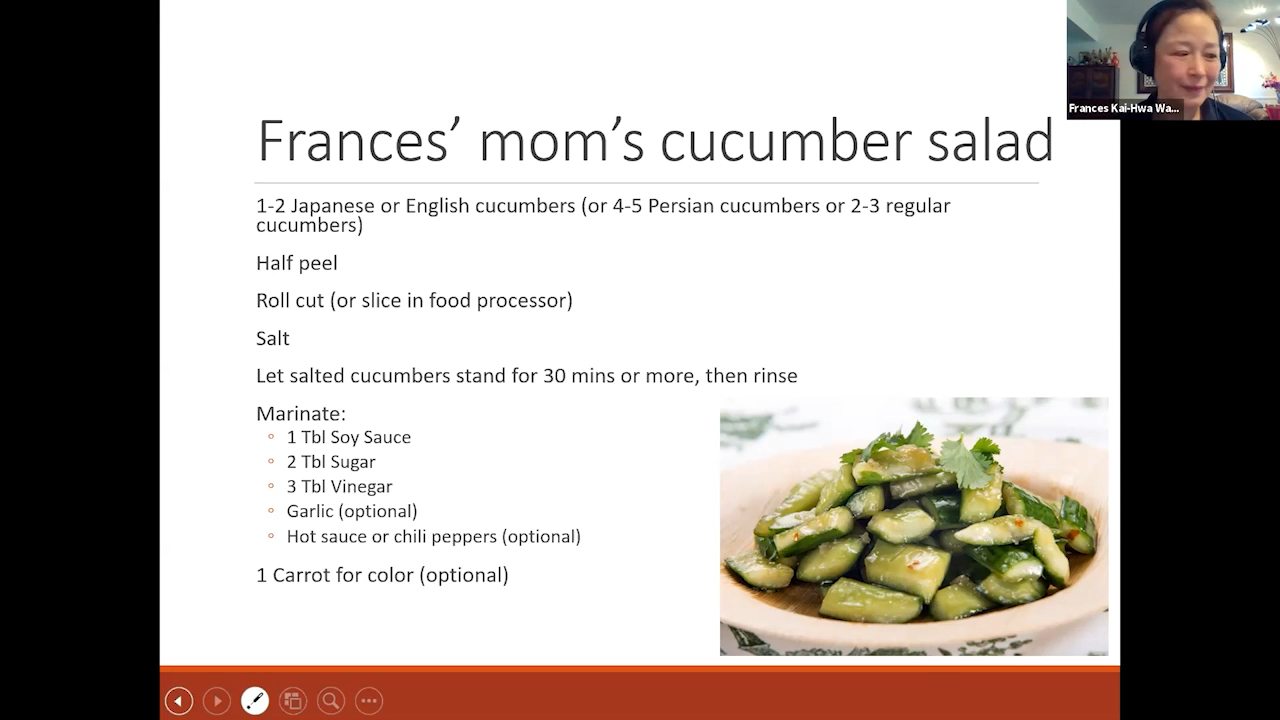 Frances Kai-Hwa Wa...
Frances’ mom’s cucumber salad
1-2 Japanese or English cucumbers (or 4-5 Persian cucumbers or 2-3 regular
cucumbers)
Half peel
Roll cut (or slice in food processor)
Salt
Let salted cucumbers stand for 30 mins or more, then rinse
Marinate:
1 Tbl Soy Sauce
2 Tbl Sugar
3 Tbl Vinegar
Garlic (optional)
Hot sauce or chili peppers (optional)
1 Carrot for color (optional)